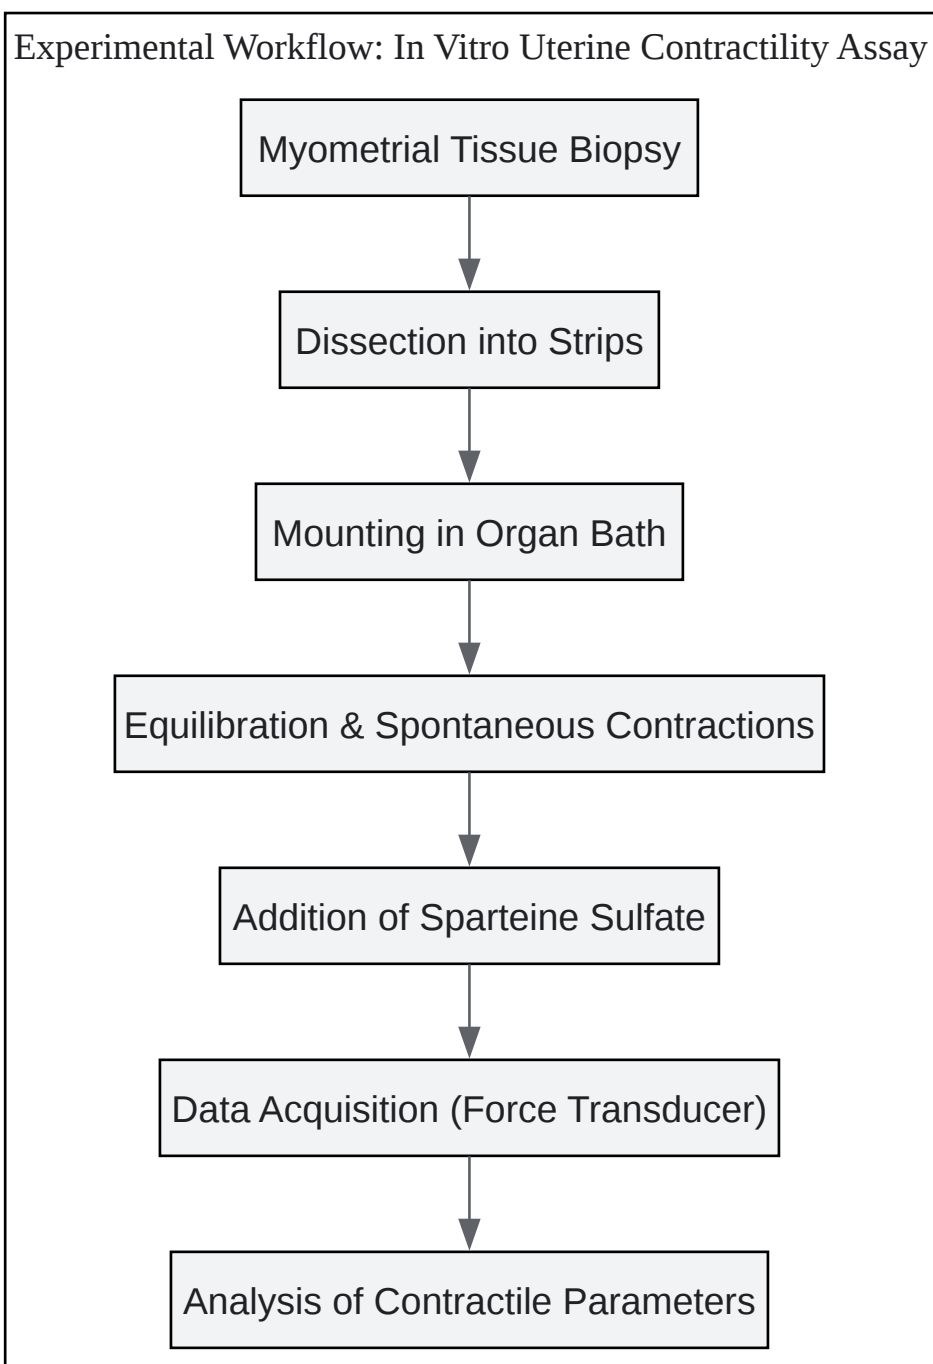 Experimental Workflow: In Vitro Uterine Contractility Assay
Myometrial Tissue Biopsy
Dissection into Strips
Mounting in Organ Bath
Equilibration & Spontaneous Contractions
Addition of Sparteine Sulfate
Data Acquisition (Force Transducer)
Analysis of Contractile Parameters